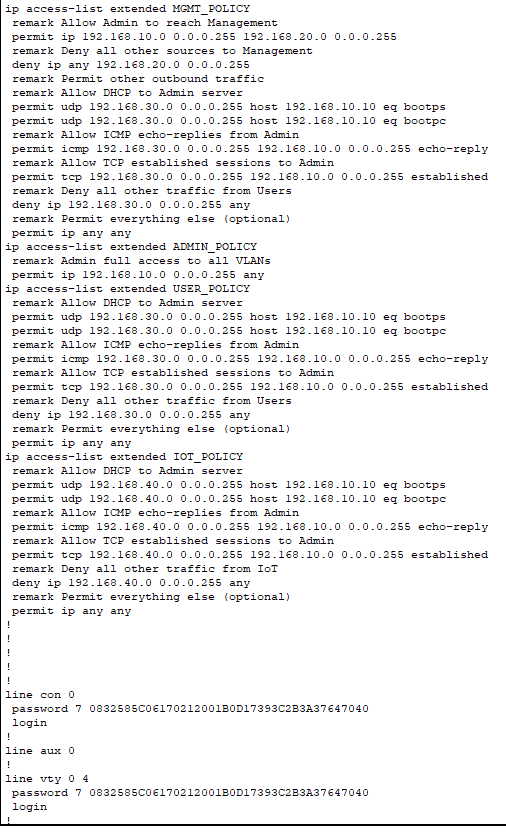 ip access-list extended MGMT_POLICY
 remark Allow Admin to reach Management
 permit ip 192.168.10.0 0.0.0.255 192.168.20.0 0.0.0.255
 remark Deny all other sources to Management
 deny ip any 192.168.20.0 0.0.0.255
 remark Permit other outbound traffic
 remark Allow DHCP to Admin server
 permit udp 192.168.30.0 0.0.0.255 host 192.168.10.10 eq bootps
 permit udp 192.168.30.0 0.0.0.255 host 192.168.10.10 eq bootpc
 remark Allow ICMP echo-replies from Admin
 permit icmp 192.168.30.0 0.0.0.255 192.168.10.0 0.0.0.255 echo-reply
 remark Allow TCP established sessions to Admin
 permit tcp 192.168.30.0 0.0.0.255 192.168.10.0 0.0.0.255 established
 remark Deny all other traffic from Users
 deny ip 192.168.30.0 0.0.0.255 any
 remark Permit everything else (optional)
 permit ip any any
ip access-list extended ADMIN_POLICY
 remark Admin full access to all VLANs
 permit ip 192.168.10.0 0.0.0.255 any
ip access-list extended USER_POLICY
 remark Allow DHCP to Admin server
 permit udp 192.168.30.0 0.0.0.255 host 192.168.10.10 eq bootps
 permit udp 192.168.30.0 0.0.0.255 host 192.168.10.10 eq bootpc
 remark Allow ICMP echo-replies from Admin
 permit icmp 192.168.30.0 0.0.0.255 192.168.10.0 0.0.0.255 echo-reply
 remark Allow TCP established sessions to Admin
 permit tcp 192.168.30.0 0.0.0.255 192.168.10.0 0.0.0.255 established
 remark Deny all other traffic from Users
 deny ip 192.168.30.0 0.0.0.255 any
 remark Permit everything else (optional)
 permit ip any any
ip access-list extended IOT_POLICY
 remark Allow DHCP to Admin server
 permit udp 192.168.40.0 0.0.0.255 host 192.168.10.10 eq bootps
 permit udp 192.168.40.0 0.0.0.255 host 192.168.10.10 eq bootpc
 remark Allow ICMP echo-replies from Admin
 permit icmp 192.168.40.0 0.0.0.255 192.168.10.0 0.0.0.255 echo-reply
 remark Allow TCP established sessions to Admin
 permit tcp 192.168.40.0 0.0.0.255 192.168.10.0 0.0.0.255 established
 remark Deny all other traffic from IoT
 deny ip 192.168.40.0 0.0.0.255 any
 remark Permit everything else (optional)
 permit ip any any
!
!
!
!
!
line con 0
 password 7 0832585C06170212001B0D17393C2B3A37647040
 login
!
line aux 0
!
line vty 0 4
 password 7 0832585C06170212001B0D17393C2B3A37647040
 login
!